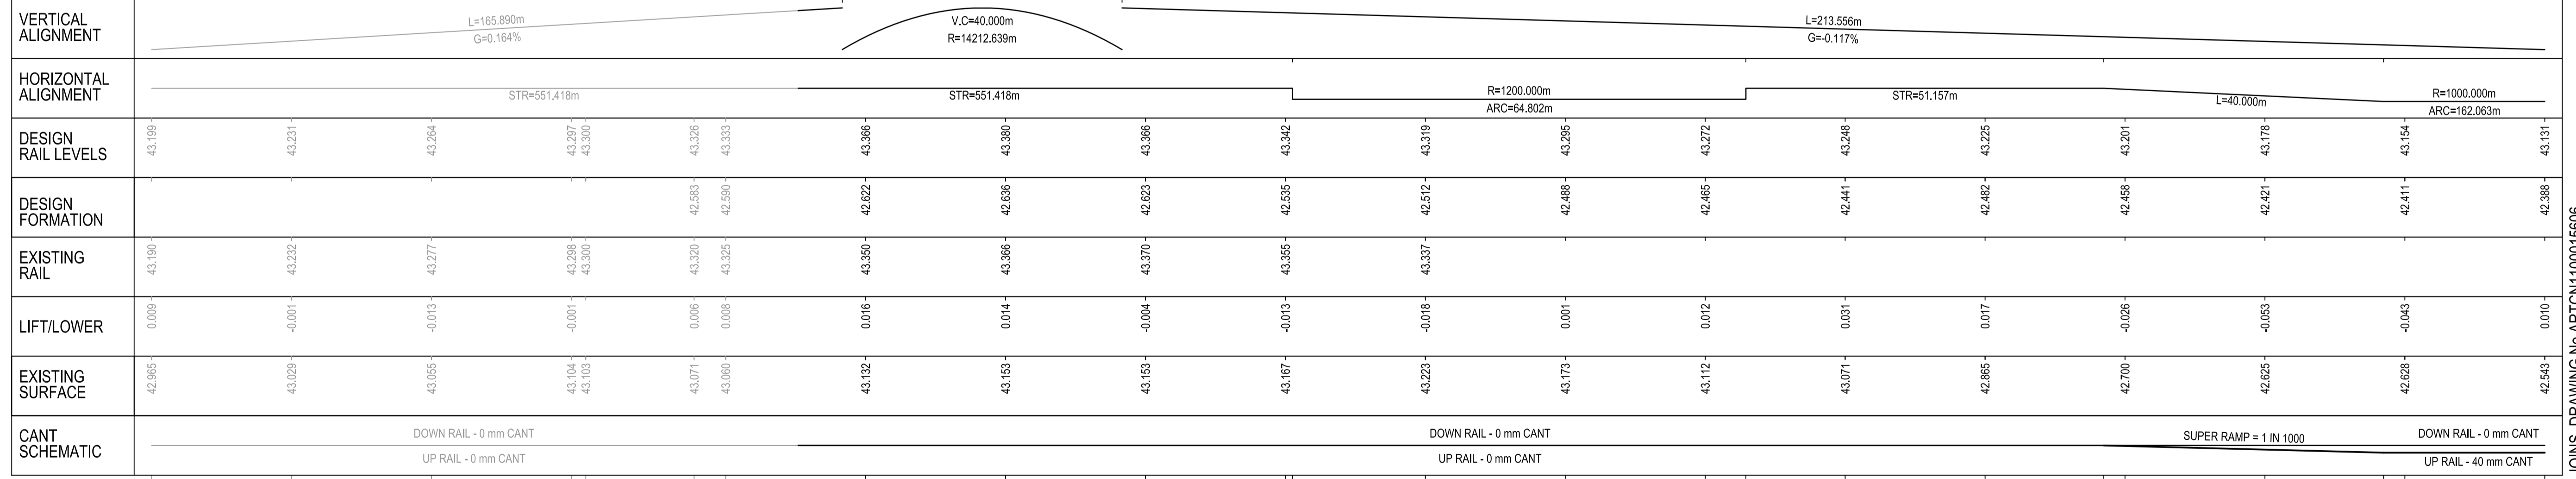 VERTICAL
ALIGNMENT
L=165.890m
G=0.164%
V.C=40.000m
R=14212.639m
L=213.556m
G=-0.117%
HORIZONTAL
ALIGNMENT
STR=551.418m
STR=551.418m
R=1200.000m
ARC=64.802m
STR=51.157m
L=40.000m
R=1000.000m
ARC=162.063m
DESIGN
RAIL LEVELS
43.199 43.231 43.264 43.297 43.300 43.326 43.333 43.366 43.380 43.366 43.342 43.319 43.295 43.272 43.248 43.225 43.201 43.178 43.154 43.131
DESIGN
FORMATION
42.583 42.590 42.622 42.636 42.623 42.535 42.512 42.488 42.465 42.441 42.482 42.458 42.421 42.411 42.388
EXISTING
RAIL
43.190 43.232 43.277 43.298 43.300 43.320 43.325 43.350 43.366 43.370 43.355 43.337
LIFT/LOWER
0.009 -0.001 -0.013 -0.001 0.006 0.008 0.016 0.014 -0.004 -0.013 -0.018 0.001 0.012 0.031 0.017 -0.026 -0.053 -0.043 0.010
EXISTING
SURFACE
42.965 43.029 43.055 43.104 43.103 43.071 43.060 43.132 43.153 43.153 43.167 43.223 43.173 43.112 43.071 42.865 42.700 42.625 42.628 42.543
CANT
SCHEMATIC
DOWN RAIL - 0 mm CANT
UP RAIL - 0 mm CANT
DOWN RAIL - 0 mm CANT
UP RAIL - 0 mm CANT
SUPER RAMP = 1 IN 1000
DOWN RAIL - 0 mm CANT
UP RAIL - 40 mm CANT
JOINS DRAWING No